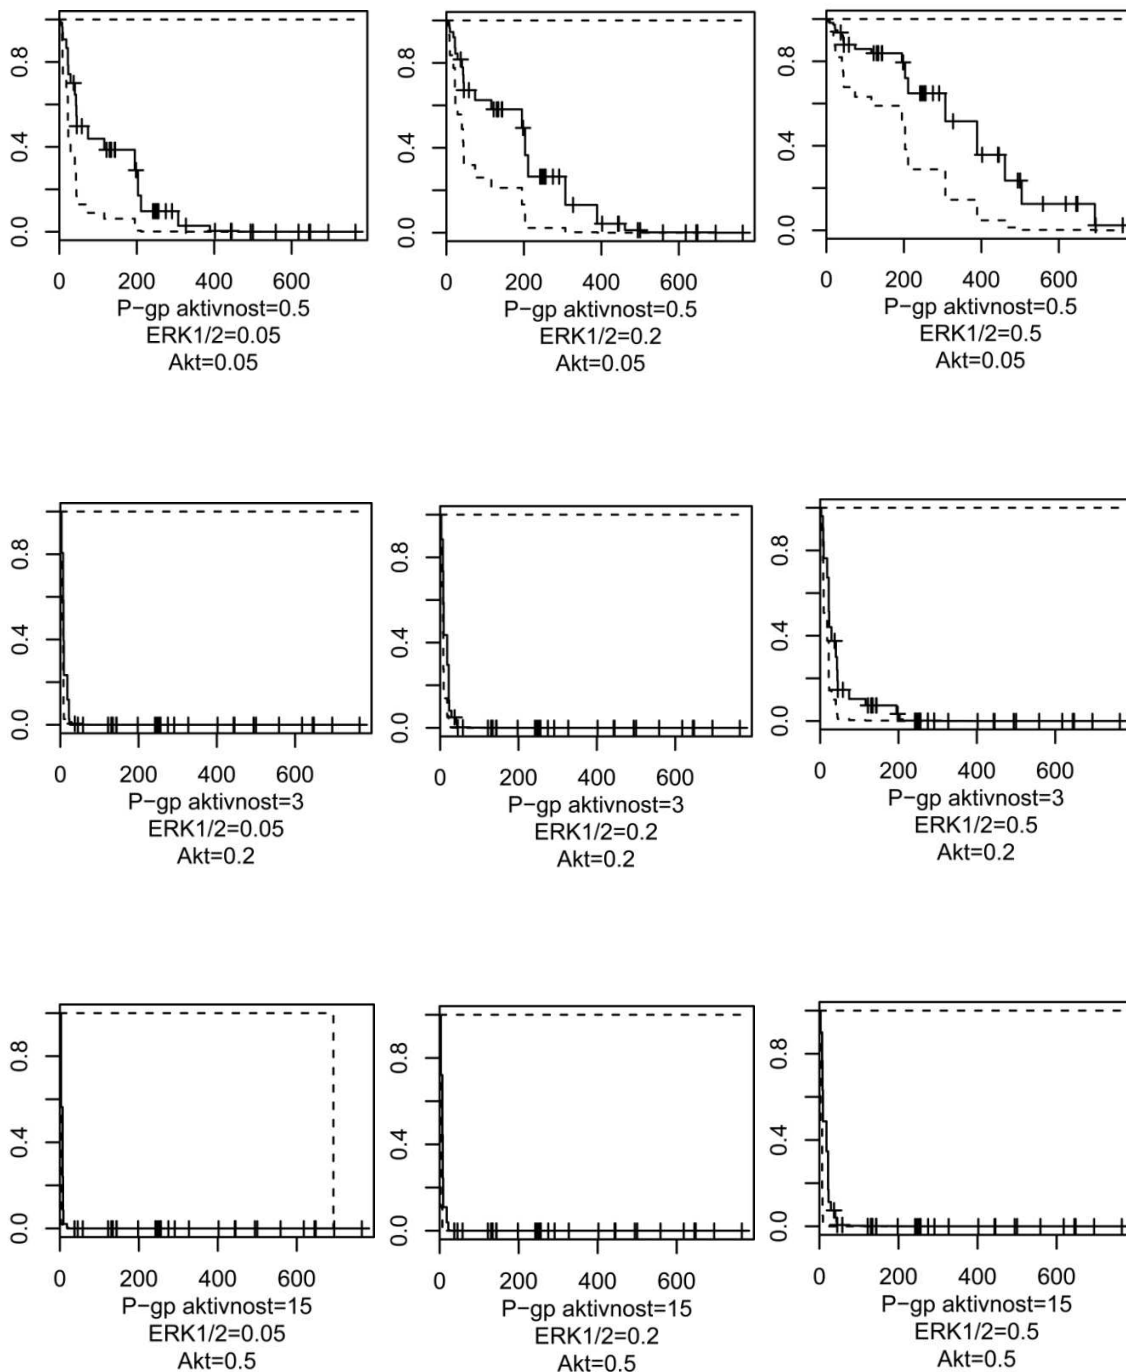 0.8
0.4
0.0
0 200 400 600
P-gp aktivnost=0.5
ERK1/2=0.05
Akt=0.05
0.8
0.4
0.0
0 200 400 600
P-gp aktivnost=0.5
ERK1/2=0.2
Akt=0.05
0.8
0.4
0.0
0 200 400 600
P-gp aktivnost=0.5
ERK1/2=0.5
Akt=0.05
0.8
0.4
0.0
0 200 400 600
P-gp aktivnost=3
ERK1/2=0.05
Akt=0.2
0.8
0.4
0.0
0 200 400 600
P-gp aktivnost=3
ERK1/2=0.2
Akt=0.2
0.8
0.4
0.0
0 200 400 600
P-gp aktivnost=3
ERK1/2=0.5
Akt=0.2
0.8
0.4
0.0
0 200 400 600
P-gp aktivnost=15
ERK1/2=0.05
Akt=0.5
0.8
0.4
0.0
0 200 400 600
P-gp aktivnost=15
ERK1/2=0.2
Akt=0.5
0.8
0.4
0.0
0 200 400 600
P-gp aktivnost=15
ERK1/2=0.5
Akt=0.5